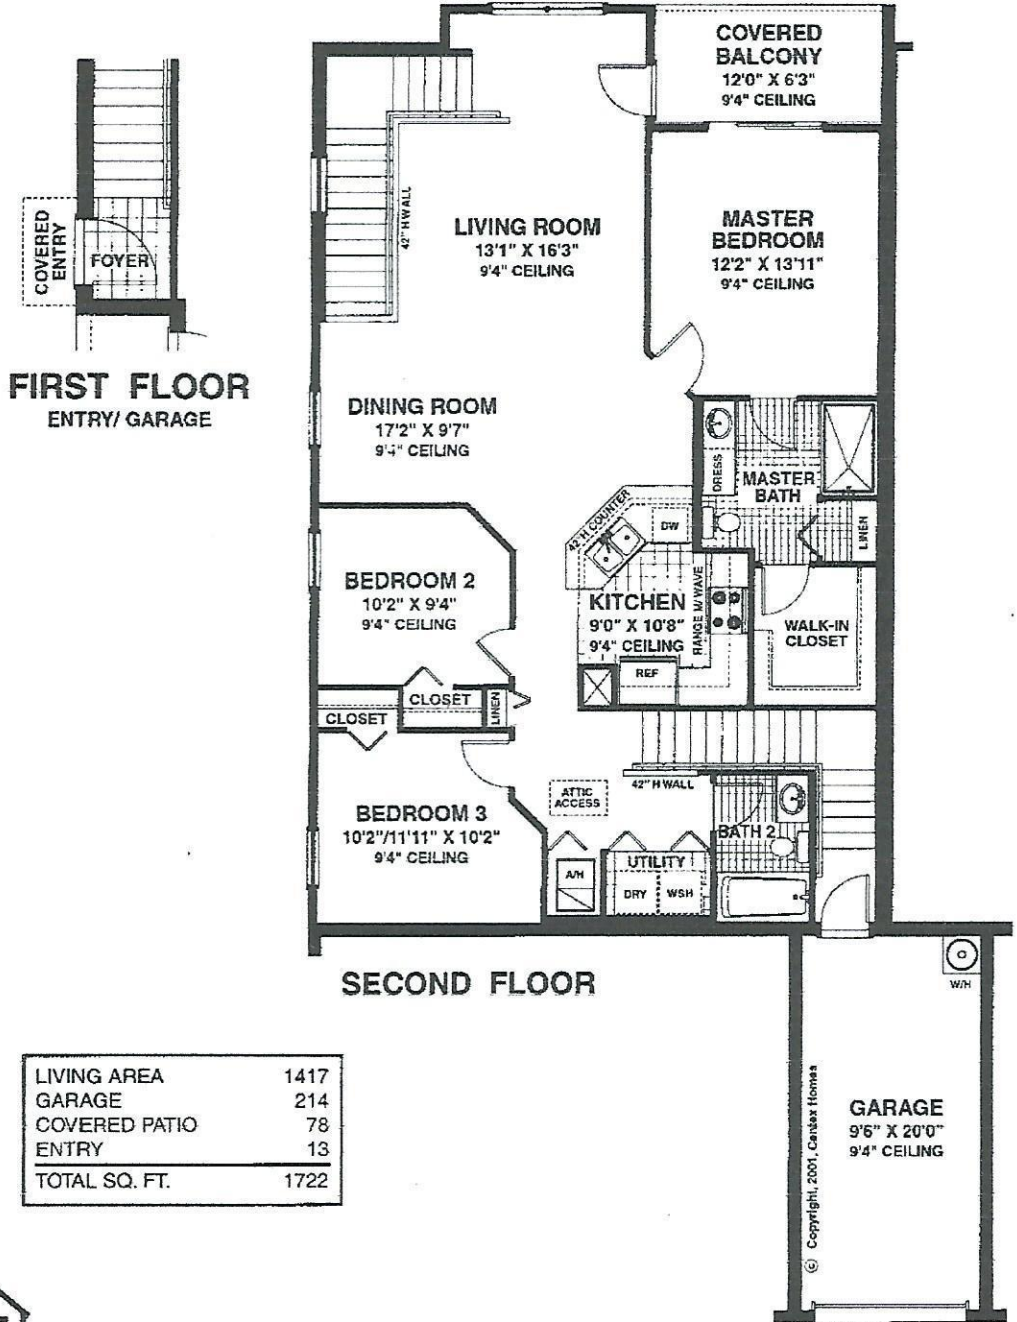 COVERED
BALCONY
12'0" X 6'3"
9'4" CEILING
COVERED
ENTRY
FOYER
FIRST FLOOR
ENTRY/ GARAGE
42" H WALL
LIVING ROOM
13'1" X 16'3"
9'4" CEILING
MASTER
BEDROOM
12'2" X 13'11"
9'4" CEILING
DINING ROOM
17'2" X 9'7"
9'4" CEILING
DRESS
MASTER
BATH
LINEN
42" H COUNTER
DW
BEDROOM 2
10'2" X 9'4"
9'4" CEILING
KITCHEN
9'0" X 10'8"
9'4" CEILING
RANGE M/WAVE
REF
WALK-IN
CLOSET
CLOSET
CLOSET
LINEN
BEDROOM 3
10'2"/11'11" X 10'2"
9'4" CEILING
ATTIC
ACCESS
42" H WALL
BATH 2
A/H
UTILITY
DRY
WSH
SECOND FLOOR
W/H
LIVING AREA 1417
GARAGE 214
COVERED PATIO 78
ENTRY 13
TOTAL SQ. FT. 1722
GARAGE
9'6" X 20'0"
9'4" CEILING
© Copyright, 2001, Centex Homes